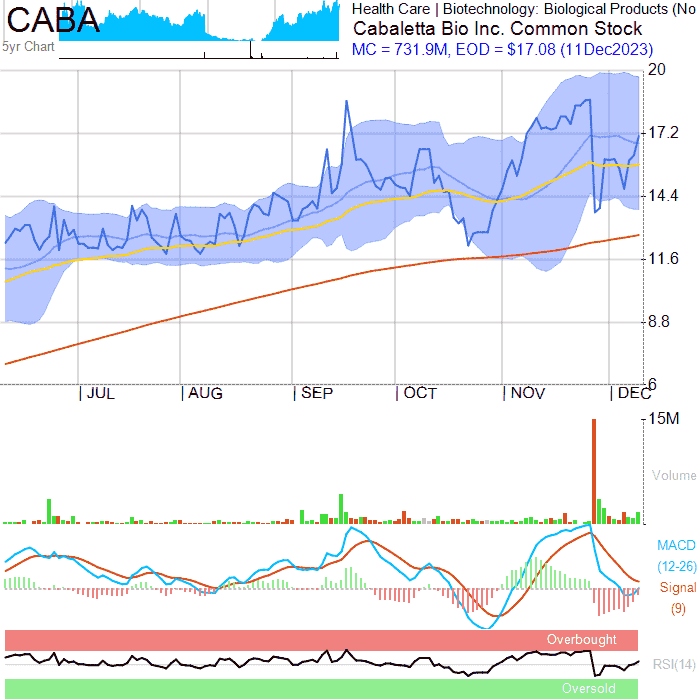 CABA
5yr Chart
Health Care | Biotechnology: Biological Products (No
Cabaletta Bio Inc. Common Stock
MC = 731.9M, EOD = $17.08 (11Dec2023)
20
17.2
14.4
11.6
8.8
6
JUL AUG SEP OCT NOV DEC
15M
Volume
MACD
(12-26)
Signal
(9)
Overbought
RSI(14)
Oversold